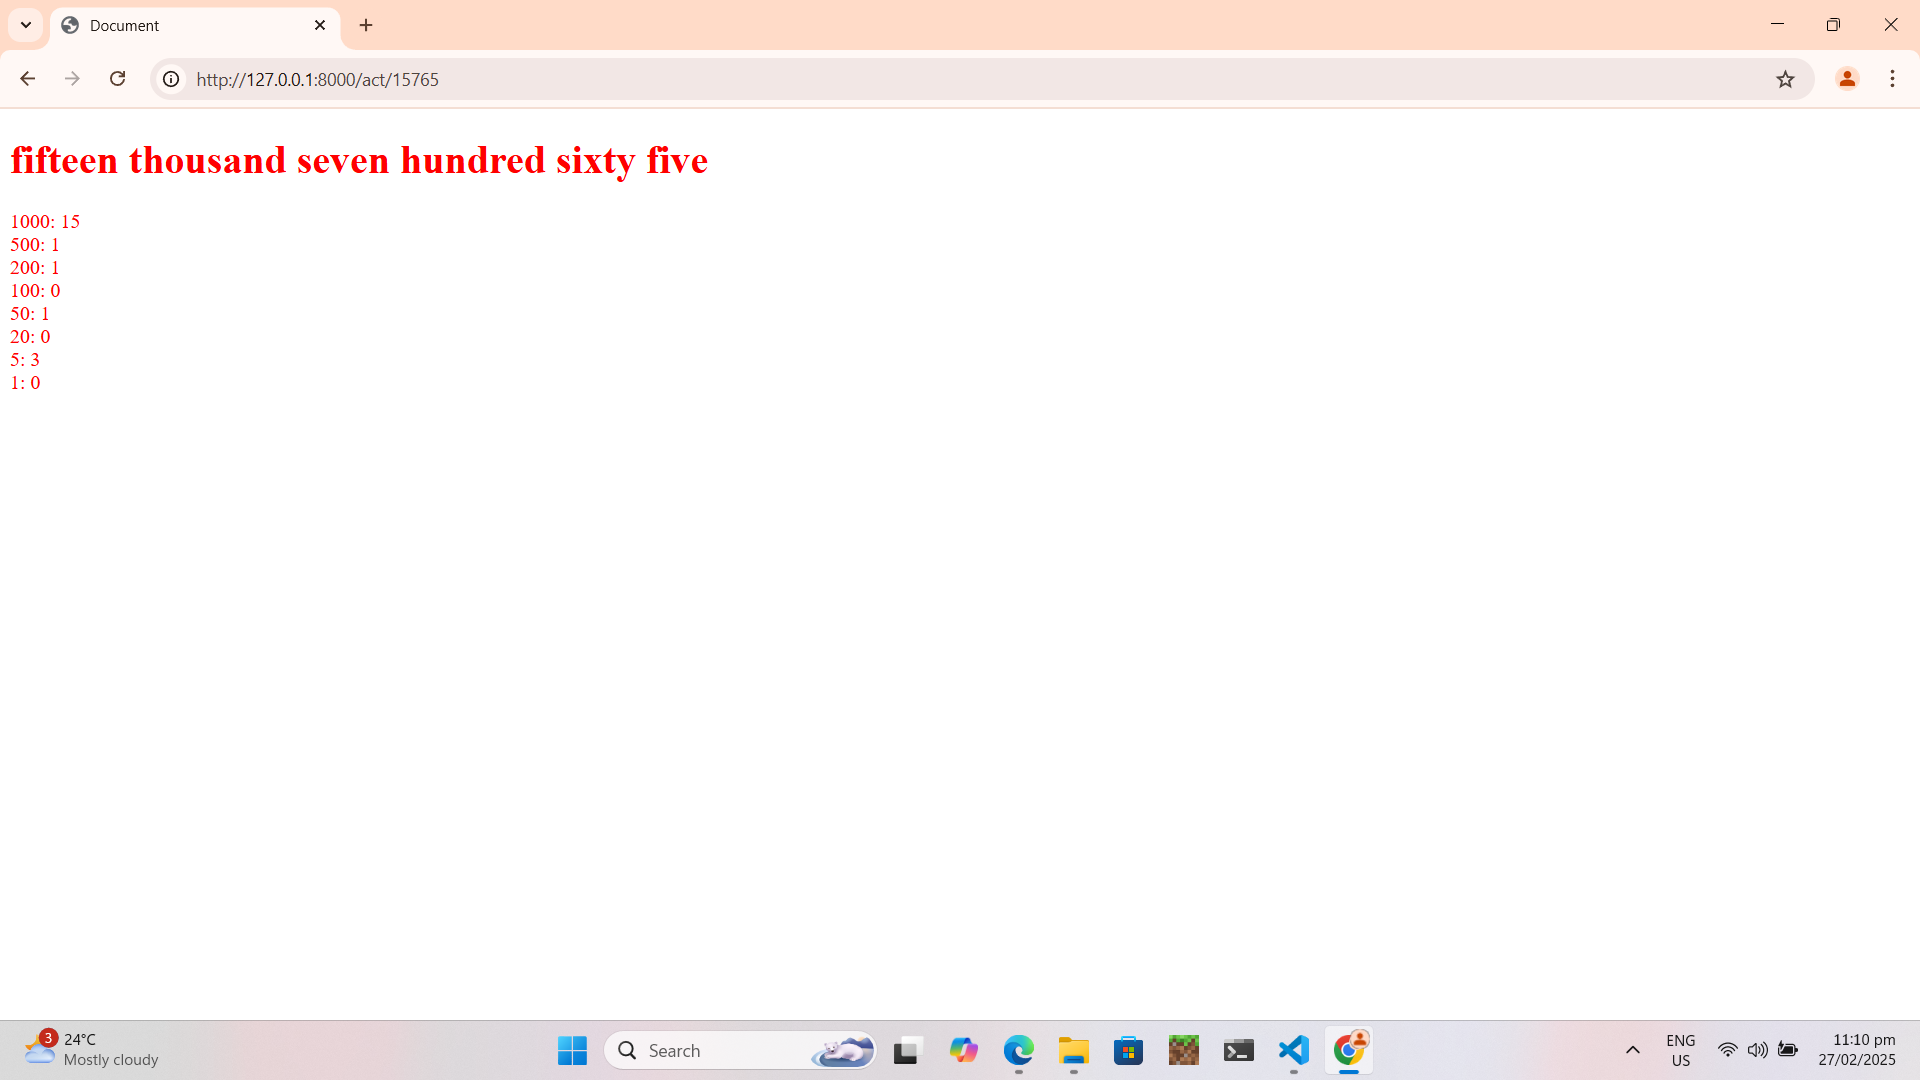 Document
http://127.0.0.1:8000/act/15765
fifteen thousand seven hundred sixty five
1000: 15
500: 1
200: 1
100: 0
50: 1
20: 0
5: 3
1: 0
3
24°C
Mostly cloudy
Search
ENG
US
11:10 pm
27/02/2025